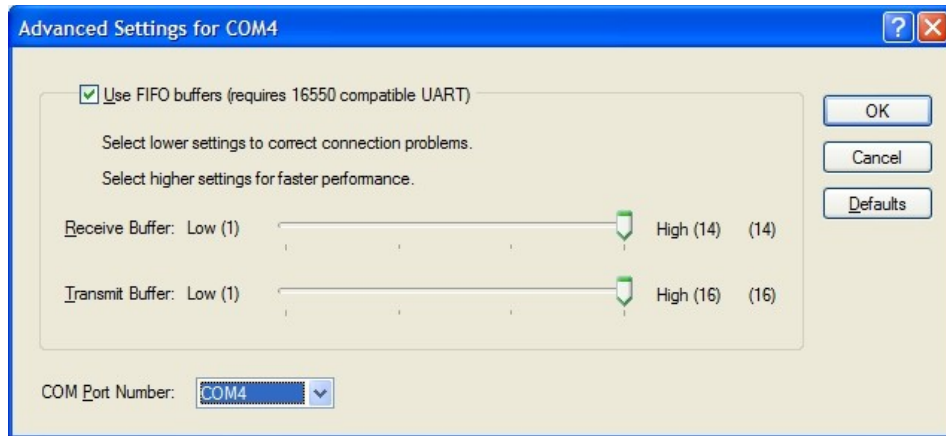 Advanced Settings for COM4
Use FIFO buffers (requires 16550 compatible UART)
OK
Select lower settings to correct connection problems.
Cancel
Select higher settings for faster performance.
Defaults
Receive Buffer: Low (1) High (14) (14)
Transmit Buffer: Low (1) High (16) (16)
COM Port Number: COM4